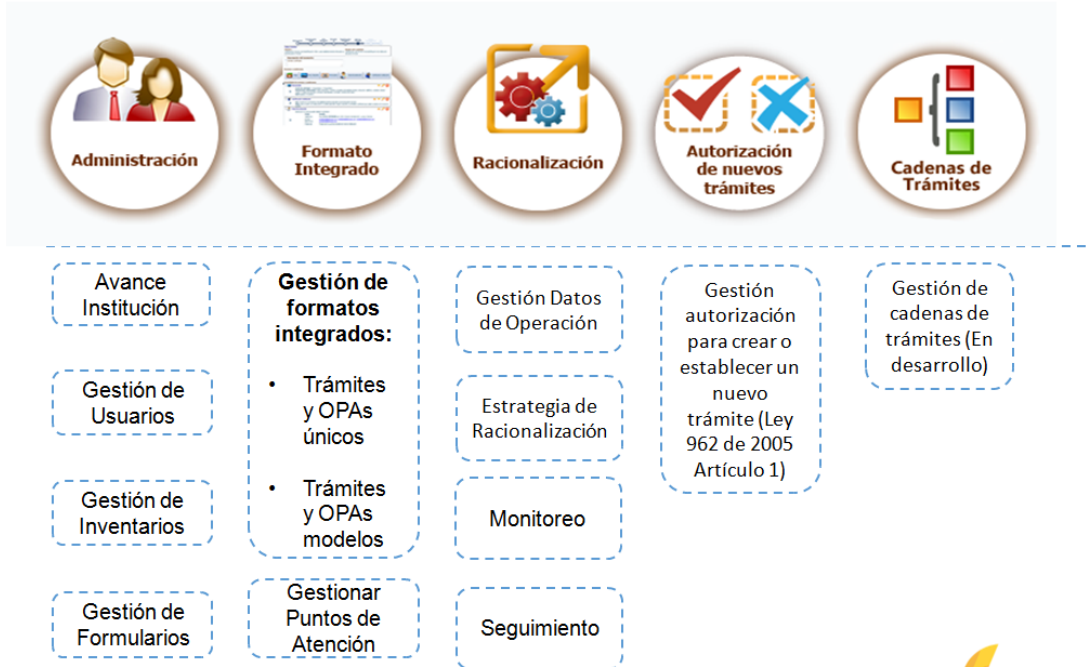 Administración
Formato
Integrado
Racionalización
Autorización
de nuevos
trámites
Cadenas de
Trámites
Avance
Institución
Gestión de
Usuarios
Gestión de
Inventarios
Gestión de
Formularios
Gestión de
formatos
integrados:
• Trámites
y OPAs
únicos
• Trámites
y OPAs
modelos
Gestionar
Puntos de
Atención
Gestión Datos
de Operación
Estrategia de
Racionalización
Monitoreo
Seguimiento
Gestión
autorización
para crear o
establecer un
nuevo
trámite (Ley
962 de 2005
Artículo 1)
Gestión de
cadenas de
trámites (En
desarrollo)